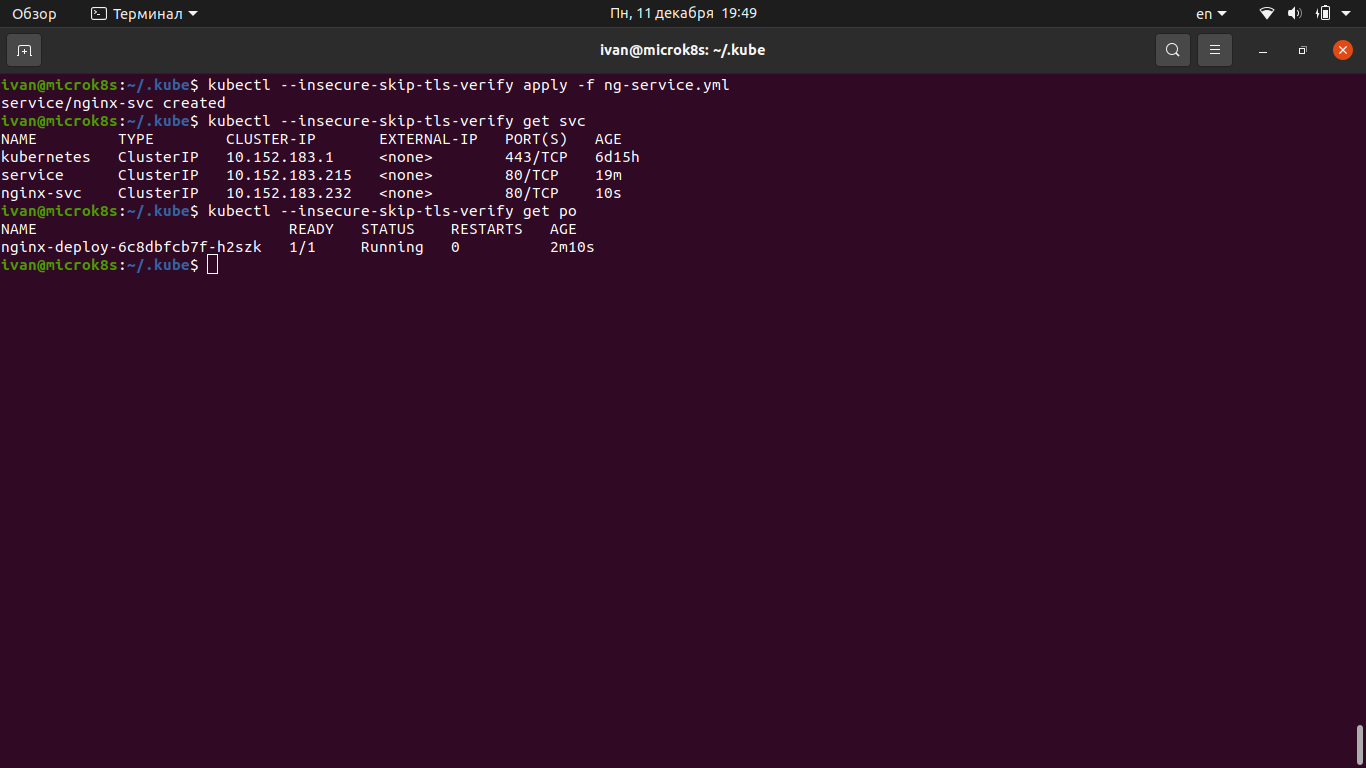 Обзор Терминал Пн, 11 декабря 19:49 en
ivan@microk8s: ~/.kube
ivan@microk8s:~/.kube$ kubectl --insecure-skip-tls-verify apply -f ng-service.yml
service/nginx-svc created
ivan@microk8s:~/.kube$ kubectl --insecure-skip-tls-verify get svc
NAME TYPE CLUSTER-IP EXTERNAL-IP PORT(S) AGE
kubernetes ClusterIP 10.152.183.1 <none> 443/TCP 6d15h
service ClusterIP 10.152.183.215 <none> 80/TCP 19m
nginx-svc ClusterIP 10.152.183.232 <none> 80/TCP 10s
ivan@microk8s:~/.kube$ kubectl --insecure-skip-tls-verify get po
NAME READY STATUS RESTARTS AGE
nginx-deploy-6c8dbfcb7f-h2szk 1/1 Running 0 2m10s
ivan@microk8s:~/.kube$